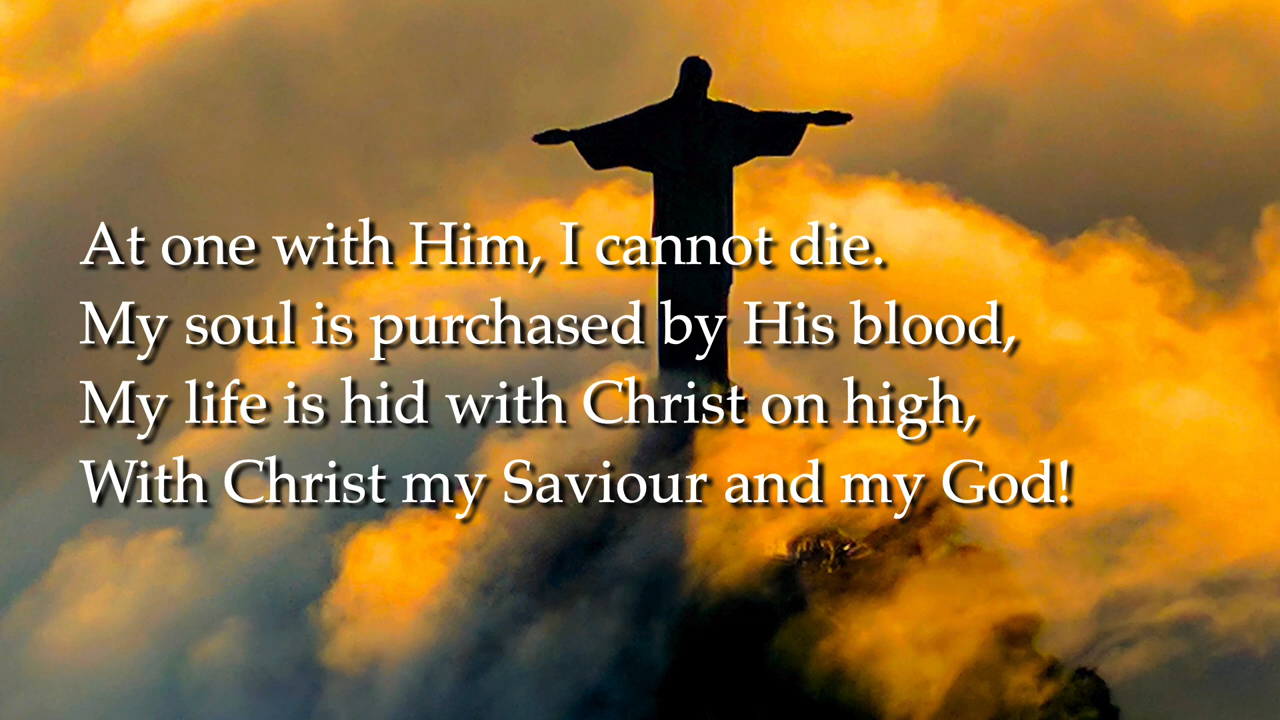 At one with Him, I cannot die.
My soul is purchased by His blood,
My life is hid with Christ on high,
With Christ my Saviour and my God!